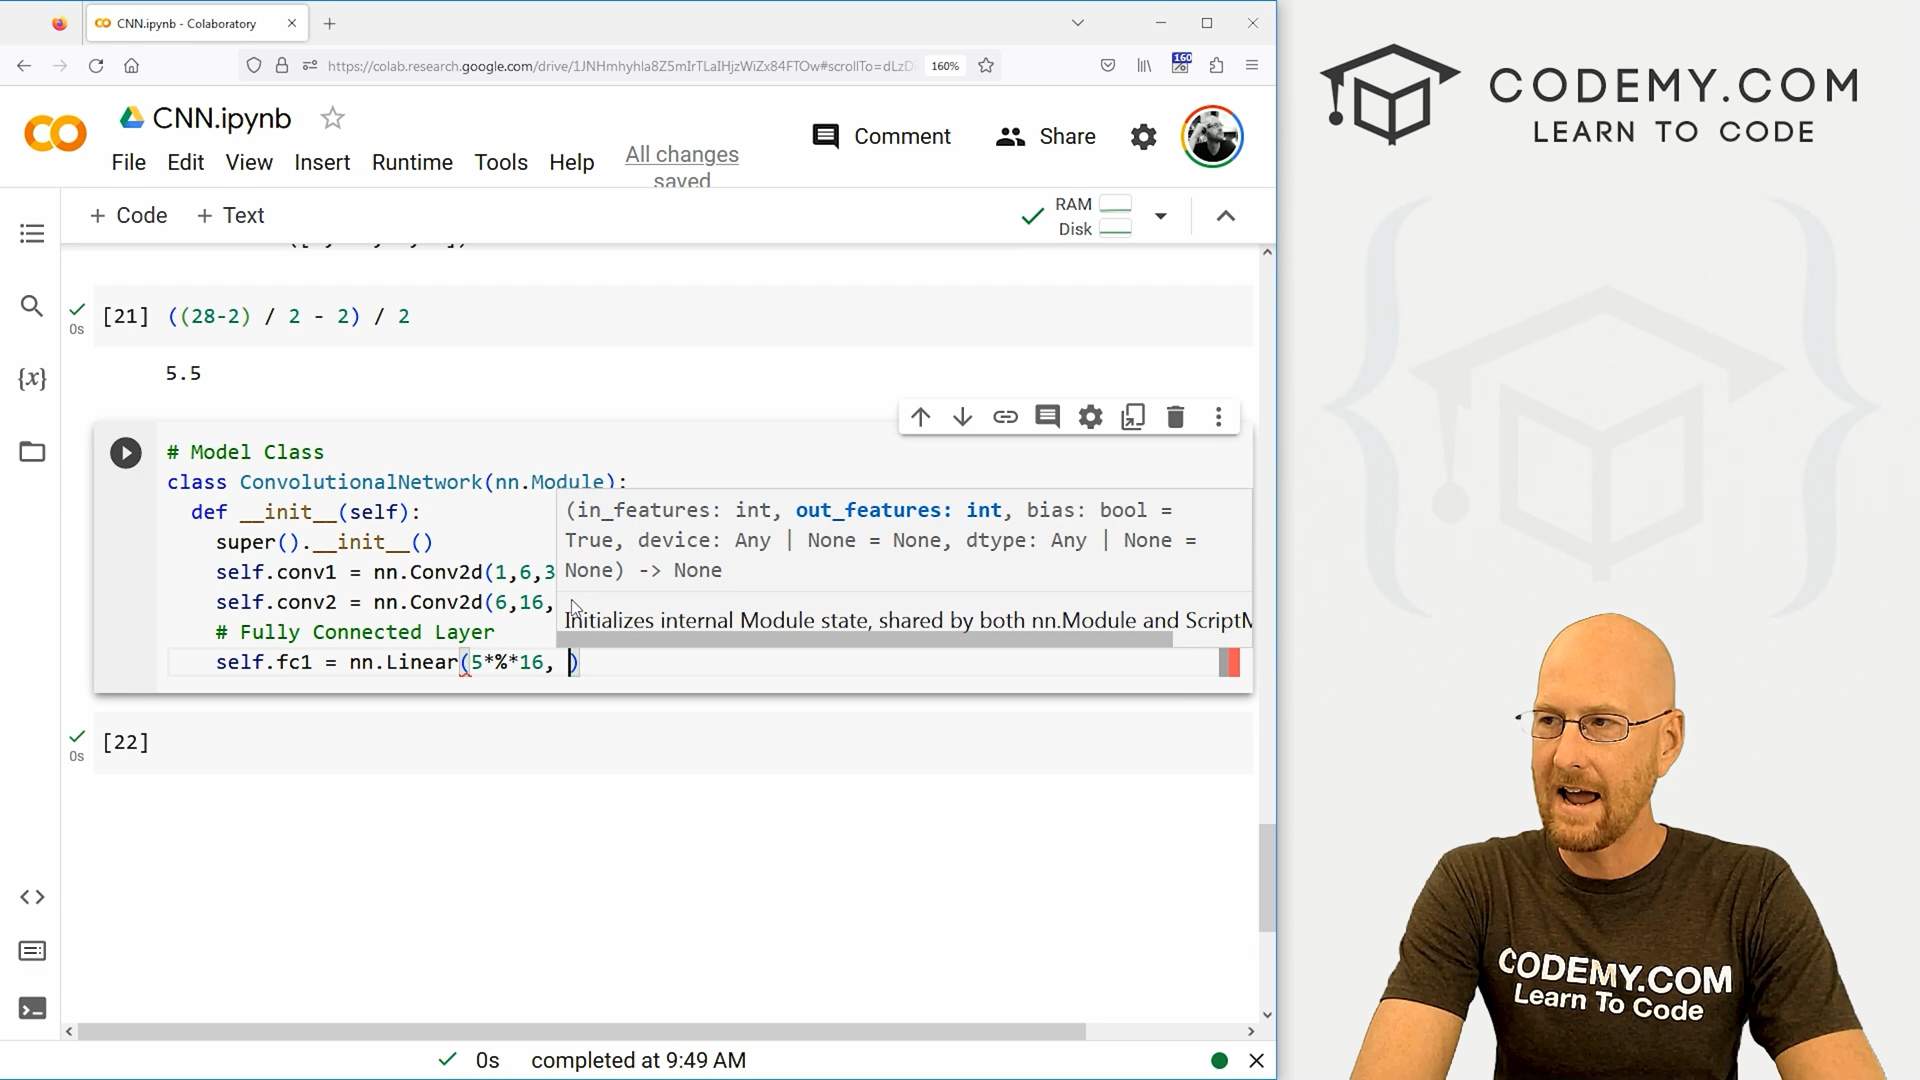 CNN.ipynb - Colaboratory
https://colab.research.google.com/drive/1JNHmhyhla8Z5mIrTLaIHjzWiZx84FTOw#scrollTo=dLzD
160%
160
CNN.ipynb
Comment
Share
File Edit View Insert Runtime Tools Help
All changes
saved
+ Code + Text
RAM
Disk
[21] ((28-2) / 2 - 2) / 2
0s
5.5
# Model Class
class ConvolutionalNetwork(nn.Module):
def __init__(self):
super().__init__()
self.conv1 = nn.Conv2d(1,6,3
self.conv2 = nn.Conv2d(6,16,
# Fully Connected Layer
self.fc1 = nn.Linear(5*%*16, )
(in_features: int, out_features: int, bias: bool =
True, device: Any | None = None, dtype: Any | None =
None) -> None
Initializes internal Module state, shared by both nn.Module and ScriptM
[22]
0s
0s completed at 9:49 AM
CODEMY.COM
LEARN TO CODE
CODEMY.COM
Learn To Code